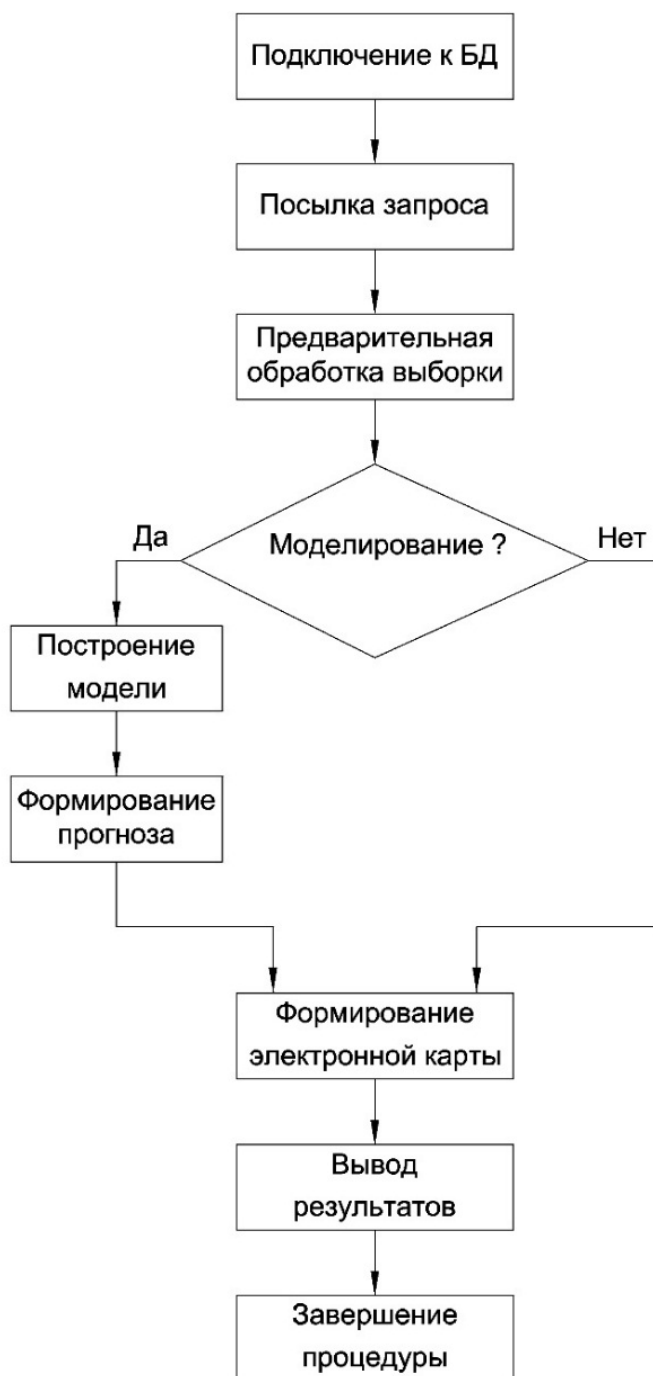 Подключение к БД
Посылка запроса
Предварительная
обработка выборки
Моделирование ?
Да
Нет
Построение
модели
Формирование
прогноза
Формирование
электронной карты
Вывод
результатов
Завершение
процедуры